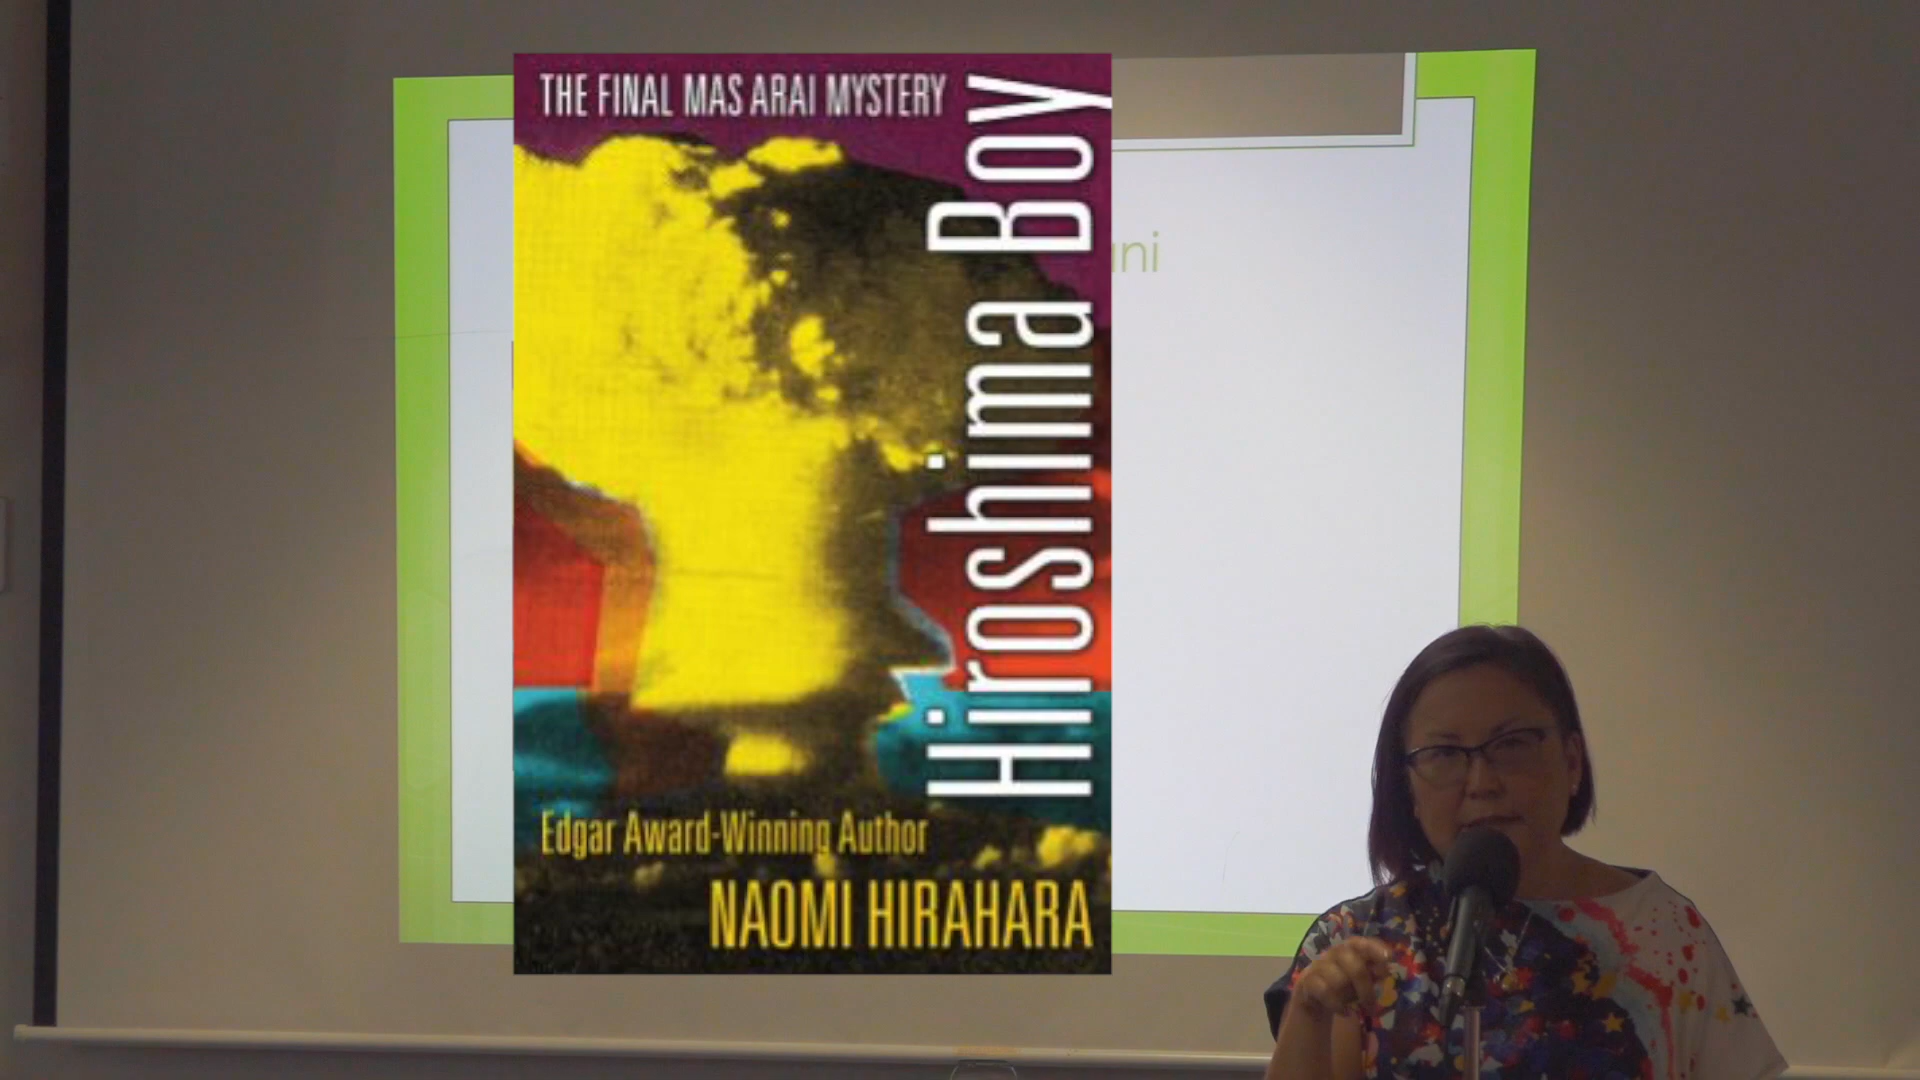 THE FINAL MAS ARAI MYSTERY
Hiroshima Boy
Edgar Award-Winning Author
NAOMI HIRAHARA